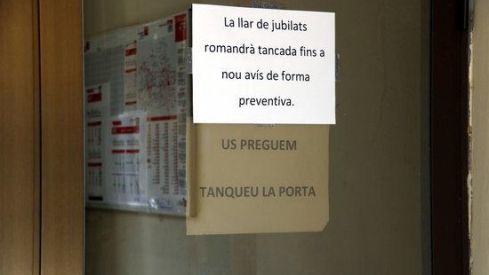 La llar de jubilats
romandrà tancada fins a
nou avís de forma
preventiva.
US PREGUEM
TANQUEU LA PORTA